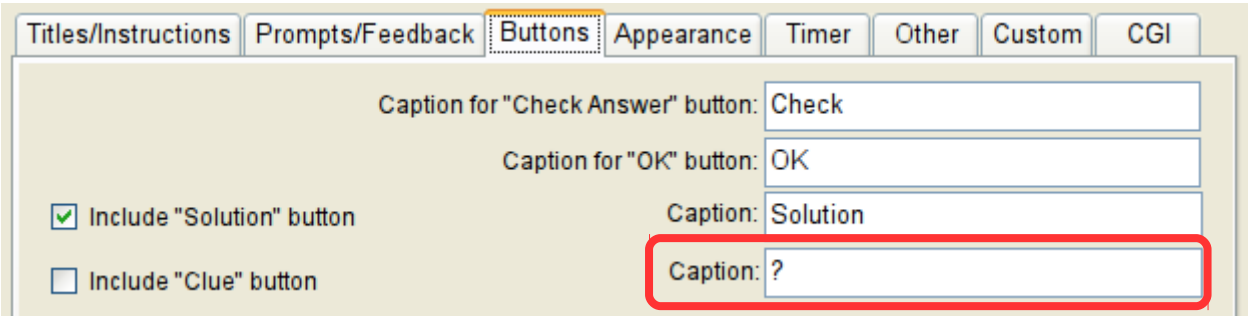 Titles/Instructions Prompts/Feedback Buttons Appearance Timer Other Custom CGI
Caption for "Check Answer" button: Check
Caption for "OK" button: OK
Include "Solution" button Caption: Solution
Include "Clue" button Caption: ?